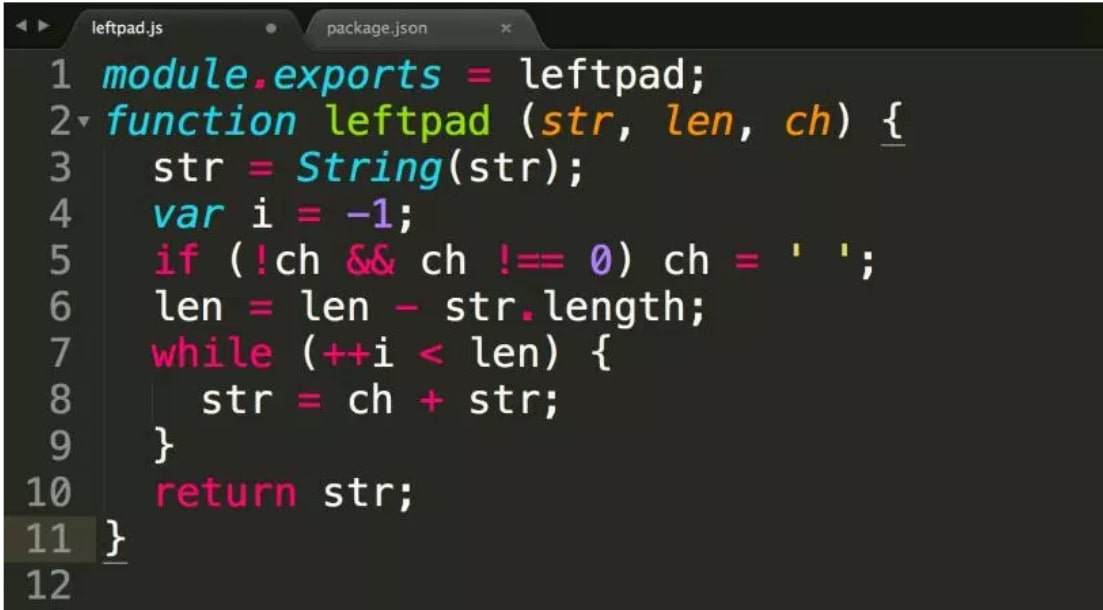 leftpad.js package.json
1 module.exports = leftpad;
2 function leftpad (str, len, ch) {
3   str = String(str);
4   var i = -1;
5   if (!ch && ch !== 0) ch = ' ';
6   len = len - str.length;
7   while (++i < len) {
8     str = ch + str;
9   }
10   return str;
11 }
12